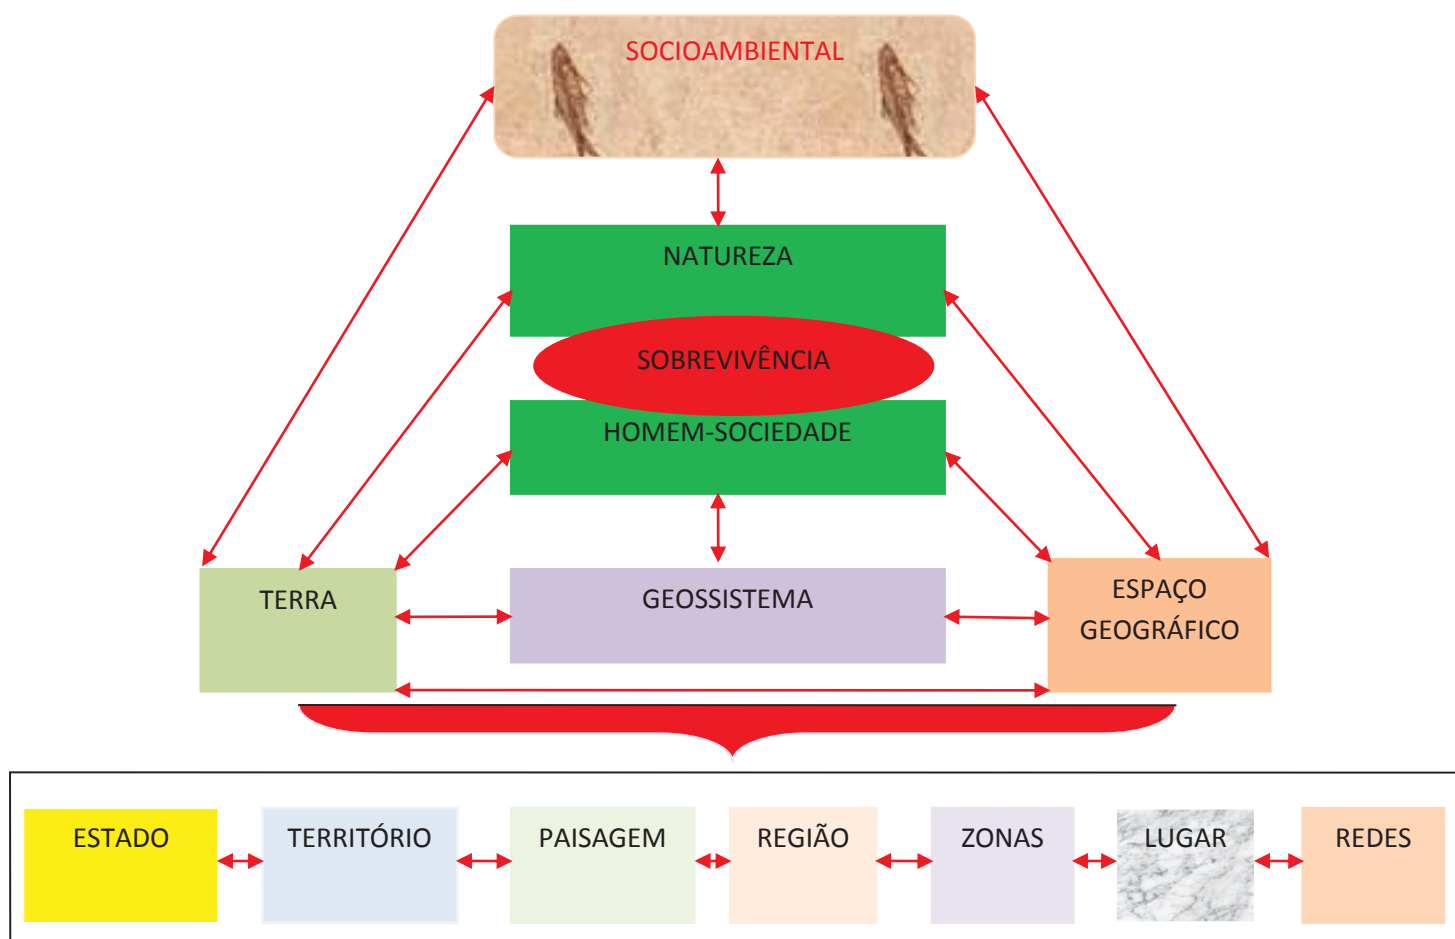 SOCIOAMBIENTAL
NATUREZA
SOBREVIVÊNCIA
HOMEM-SOCIEDADE
TERRA
GEOSSISTEMA
ESPAÇO
GEOGRÁFICO
ESTADO
TERRITÓRIO
PAISAGEM
REGIÃO
ZONAS
LUGAR
REDES